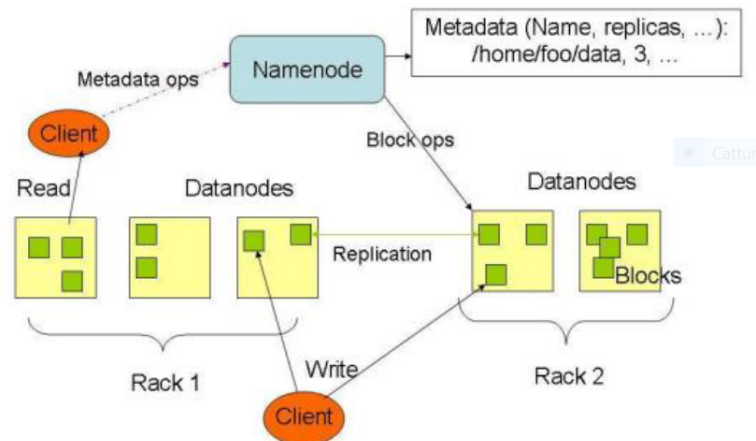 Metadata (Name, replicas, ...):
/home/foo/data, 3, ...
Namenode
Metadata ops
Client
Block ops
Read
Datanodes
Datanodes
Replication
Blocks
Rack 1
Write
Rack 2
Client